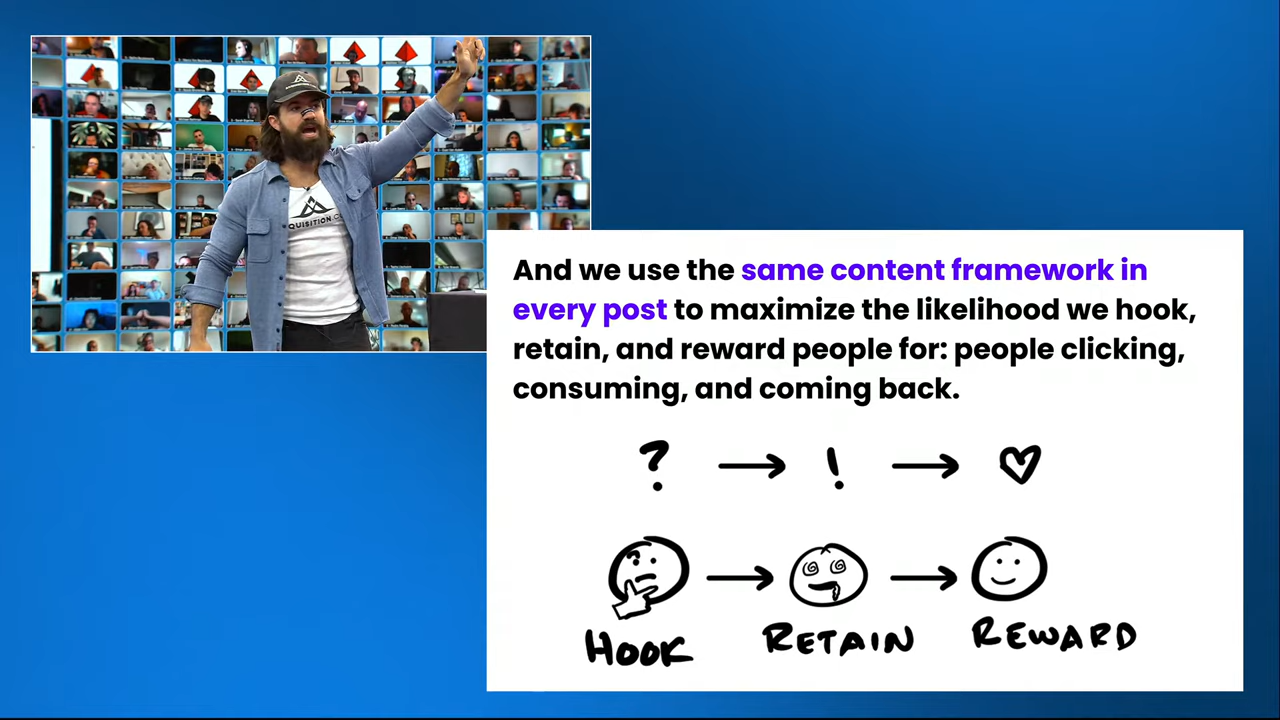 QUISITION.C
And we use the same content framework in
every post to maximize the likelihood we hook,
retain, and reward people for: people clicking,
consuming, and coming back.
? → ! → ♡
?
HOOK → RETAIN → REWARD